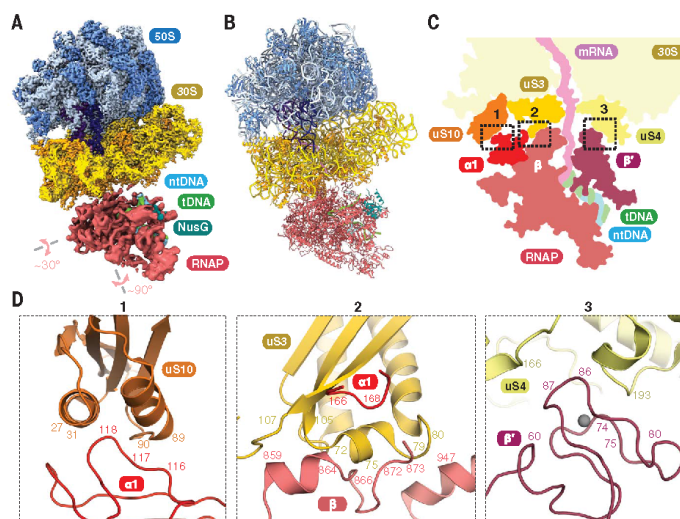 A
50S
30S
ntDNA
tDNA
NusG
RNAP
~30°
~90°
B
C
mRNA
30S
uS3
1
2
3
uS10
uS4
α1
β
β′
tDNA
ntDNA
RNAP
D
1
uS10
27
31
118
117
116
90
89
α1
2
uS3
α1
166
168
107
105
72
75
79
80
859
864
866
872
873
947
β
3
166
uS4
86
87
193
β′
60
74
75
80